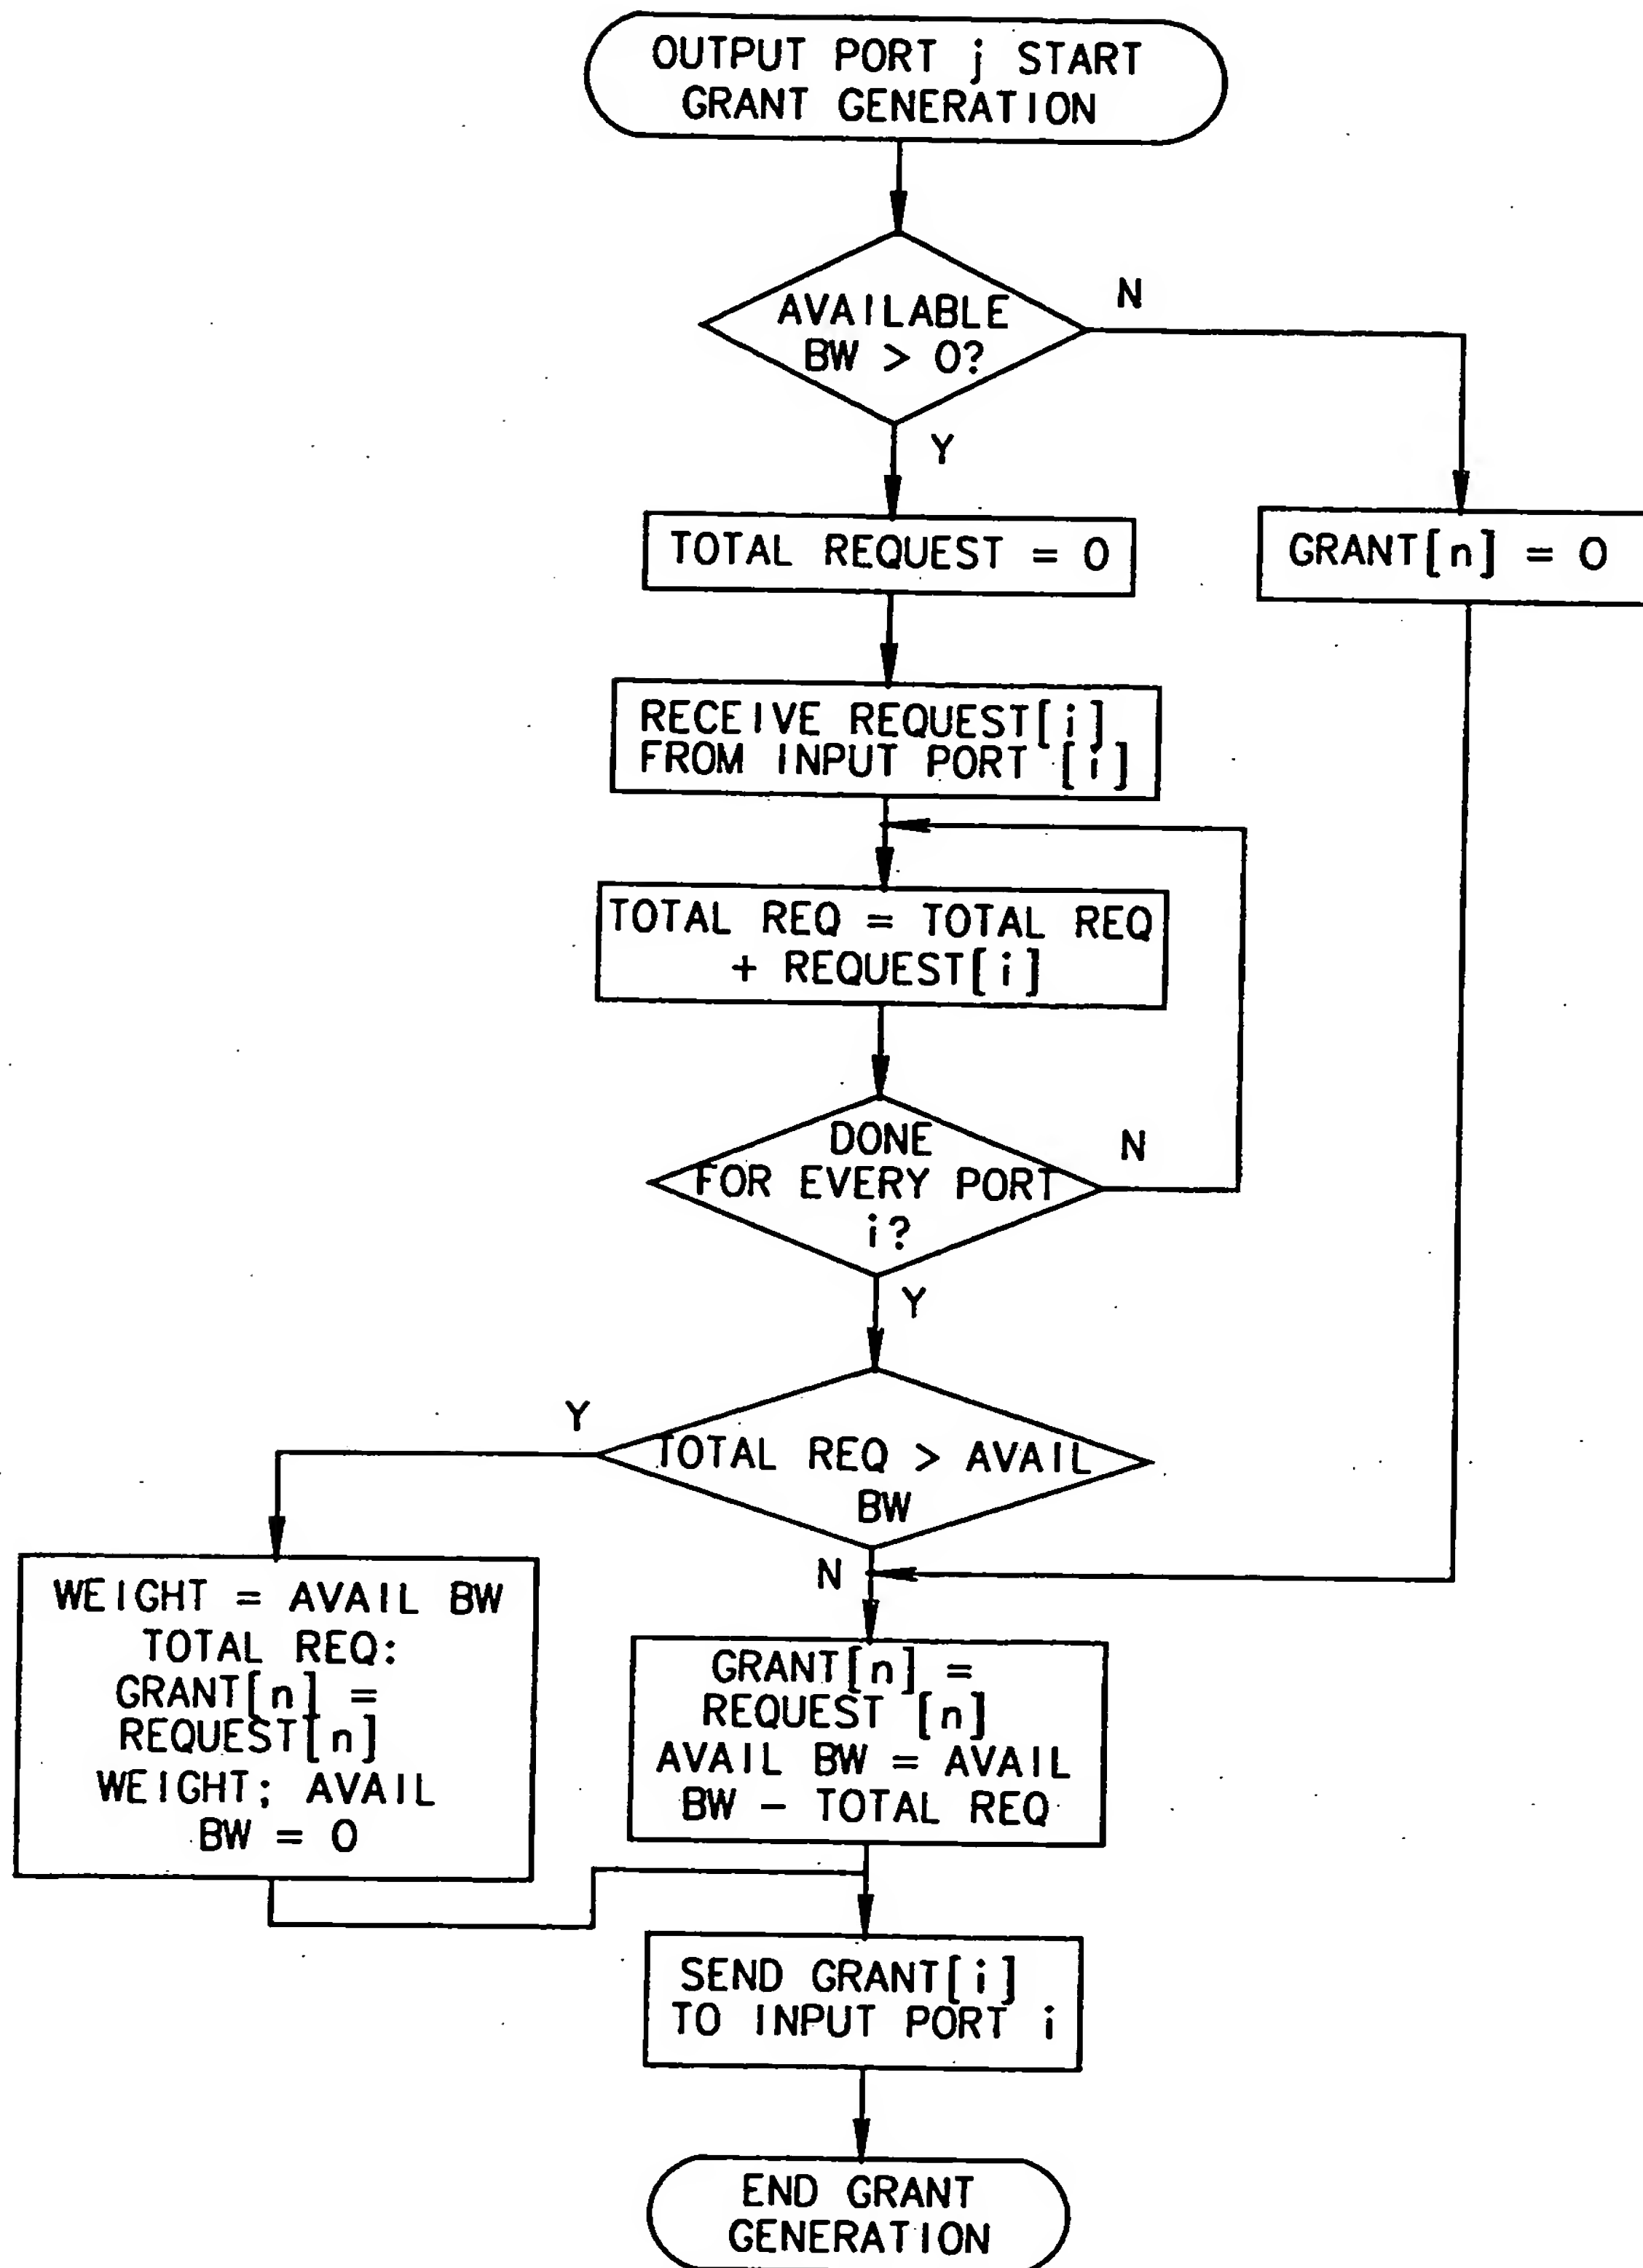 OUTPUT PORT j START
GRANT GENERATION
AVAILABLE
BW > 0?
N
Y
TOTAL REQUEST = 0
GRANT[n] = 0
RECEIVE REQUEST[i]
FROM INPUT PORT [i]
TOTAL REQ = TOTAL REQ
+ REQUEST[i]
DONE
FOR EVERY PORT
i?
N
Y
Y
TOTAL REQ > AVAIL
BW
N
WEIGHT = AVAIL BW
TOTAL REQ:
GRANT[n] =
REQUEST[n]
WEIGHT; AVAIL
BW = 0
GRANT[n] =
REQUEST [n]
AVAIL BW = AVAIL
BW - TOTAL REQ
SEND GRANT[i]
TO INPUT PORT i
END GRANT
GENERATION